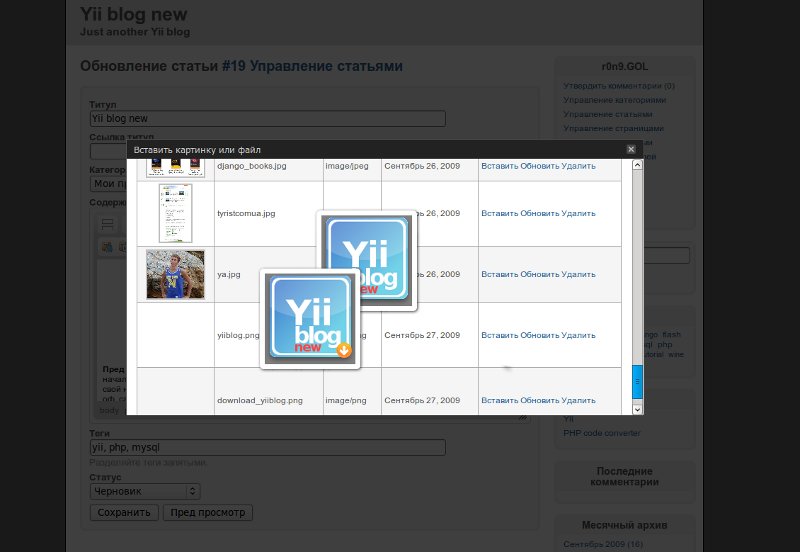 Yii blog new
Just another Yii blog
Обновление статьи #19 Управление статьями
Титул
Yii blog new
Ссылка титул
Категор
Мои пр
Содерж
Вставить картинку или файл
django_books.jpg image/jpeg Сентябрь 26, 2009 Вставить Обновить Удалить
tyristcomua.jpg 26, 2009 Вставить Обновить Удалить
ya.jpg 26, 2009 Вставить Обновить Удалить
yiiblog.png Сентябрь 27, 2009 Вставить Обновить Удалить
download_yiiblog.png image/png Сентябрь 27, 2009 Вставить Обновить Удалить
Yii
blog
new
Yii
blog
new
Пред
начал
свой н
body
Теги
yii, php, mysql
Разделяйте теги запятыми.
Статус
Черновик
Сохранить Пред просмотр
r0n9.GOL
Утвердить комментарии (0)
Управление категориями
Управление статьями
Управление страницами
flash
php
wine
Yii
PHP code converter
Последние
комментарии
Месячный архив
Сентябрь 2009 (16)